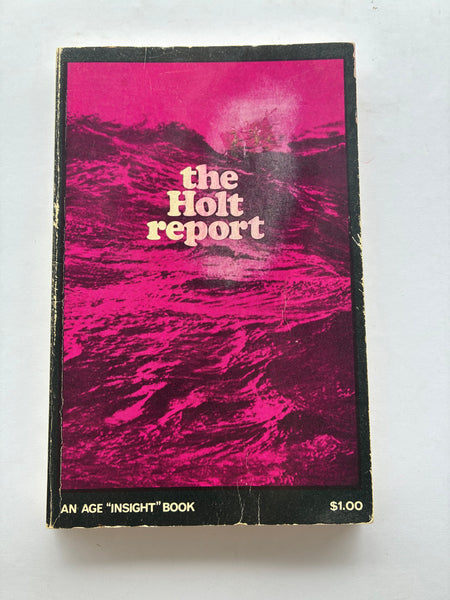 the
Holt
report
AN AGE "INSIGHT" BOOK $1.00